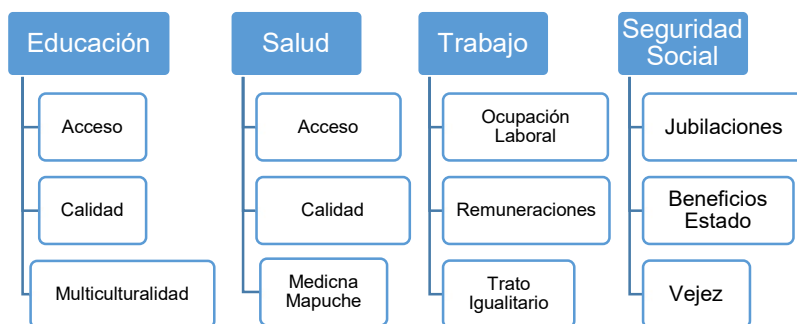 Educación
Acceso
Calidad
Multiculturalidad
Salud
Acceso
Calidad
Medicna
Mapuche
Trabajo
Ocupación
Laboral
Remuneraciones
Trato
Igualitario
Seguridad
Social
Jubilaciones
Beneficios
Estado
Vejez